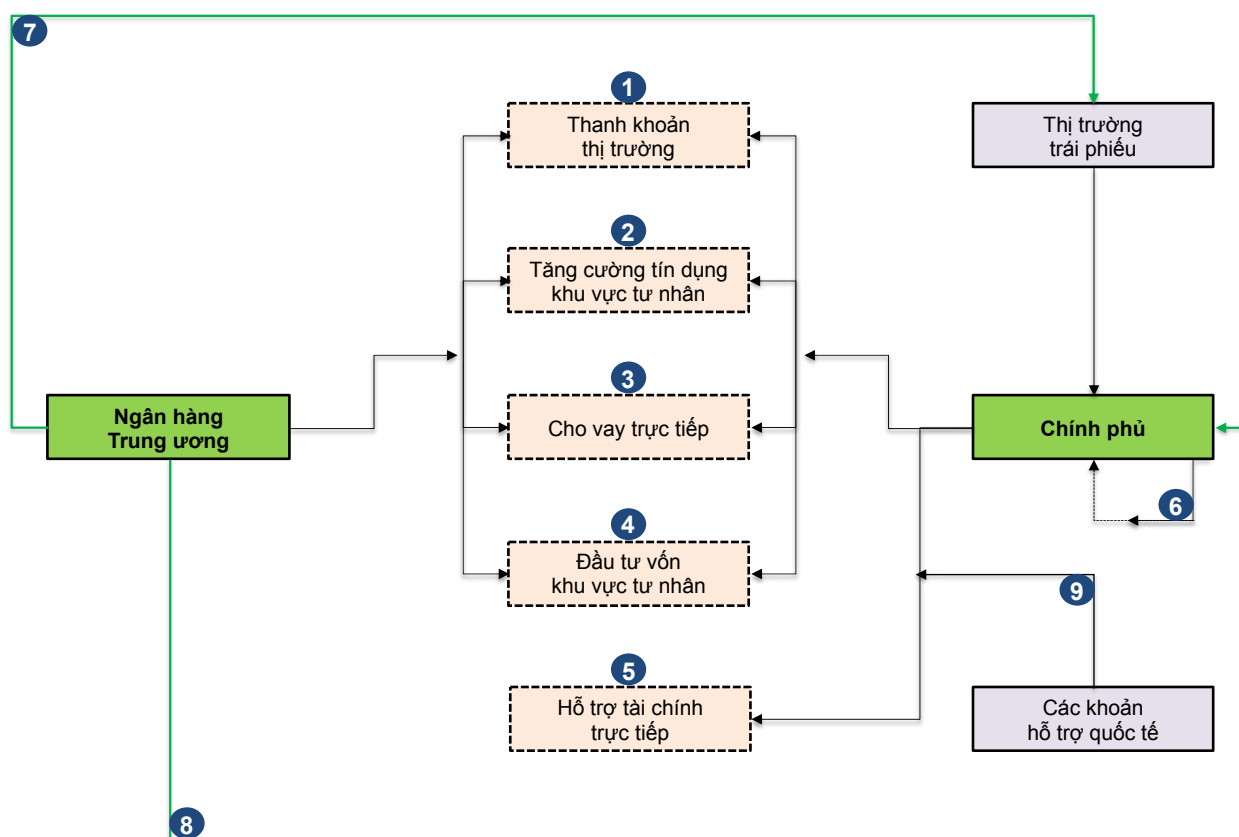 7
1
Thanh khoản
thị trường
Thị trường
trái phiếu
2
Tăng cường tín dụng
khu vực tư nhân
3
Ngân hàng
Trung ương
Cho vay trực tiếp
Chính phủ
6
4
Đầu tư vốn
khu vực tư nhân
9
5
Hỗ trợ tài chính
trực tiếp
Các khoản
hỗ trợ quốc tế
8